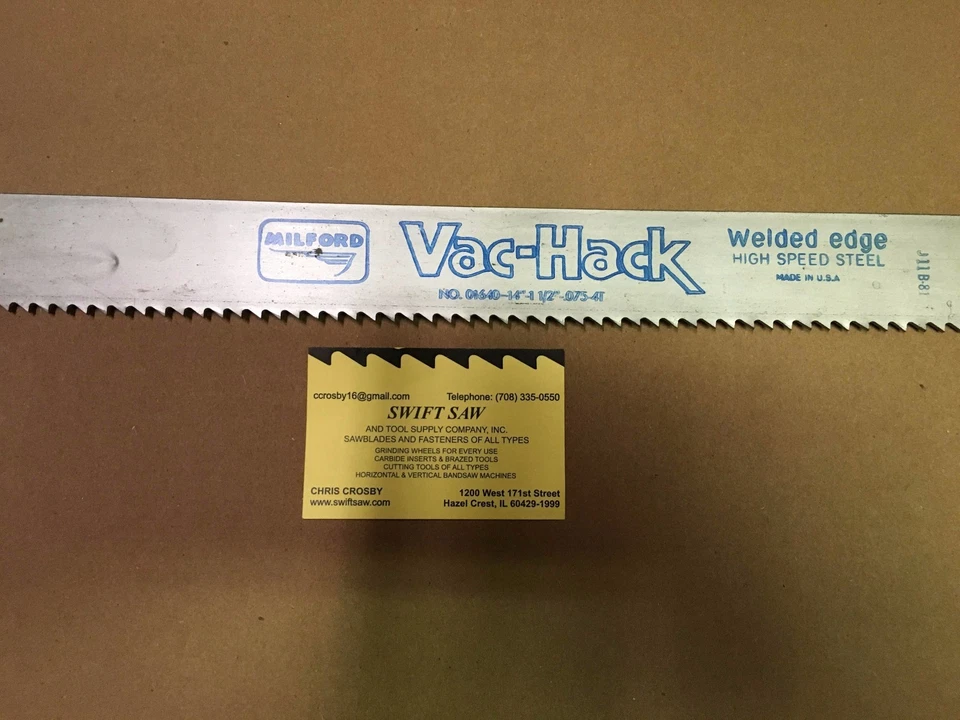 MILFORD
Vac-Hack
NO. 01640-14"-1 1/2"-.075-4T
Welded edge
HIGH SPEED STEEL
MADE IN U.S.A
J11B-81
ccrosby16@gmail.com Telephone: (708) 335-0550
SWIFT SAW
AND TOOL SUPPLY COMPANY, INC.
SAWBLADES AND FASTENERS OF ALL TYPES
GRINDING WHEELS FOR EVERY USE
CARBIDE INSERTS & BRAZED TOOLS
CUTTING TOOLS OF ALL TYPES
HORIZONTAL & VERTICAL BANDSAW MACHINES
CHRIS CROSBY 1200 West 171st Street
www.swiftsaw.com Hazel Crest, IL 60429-1999